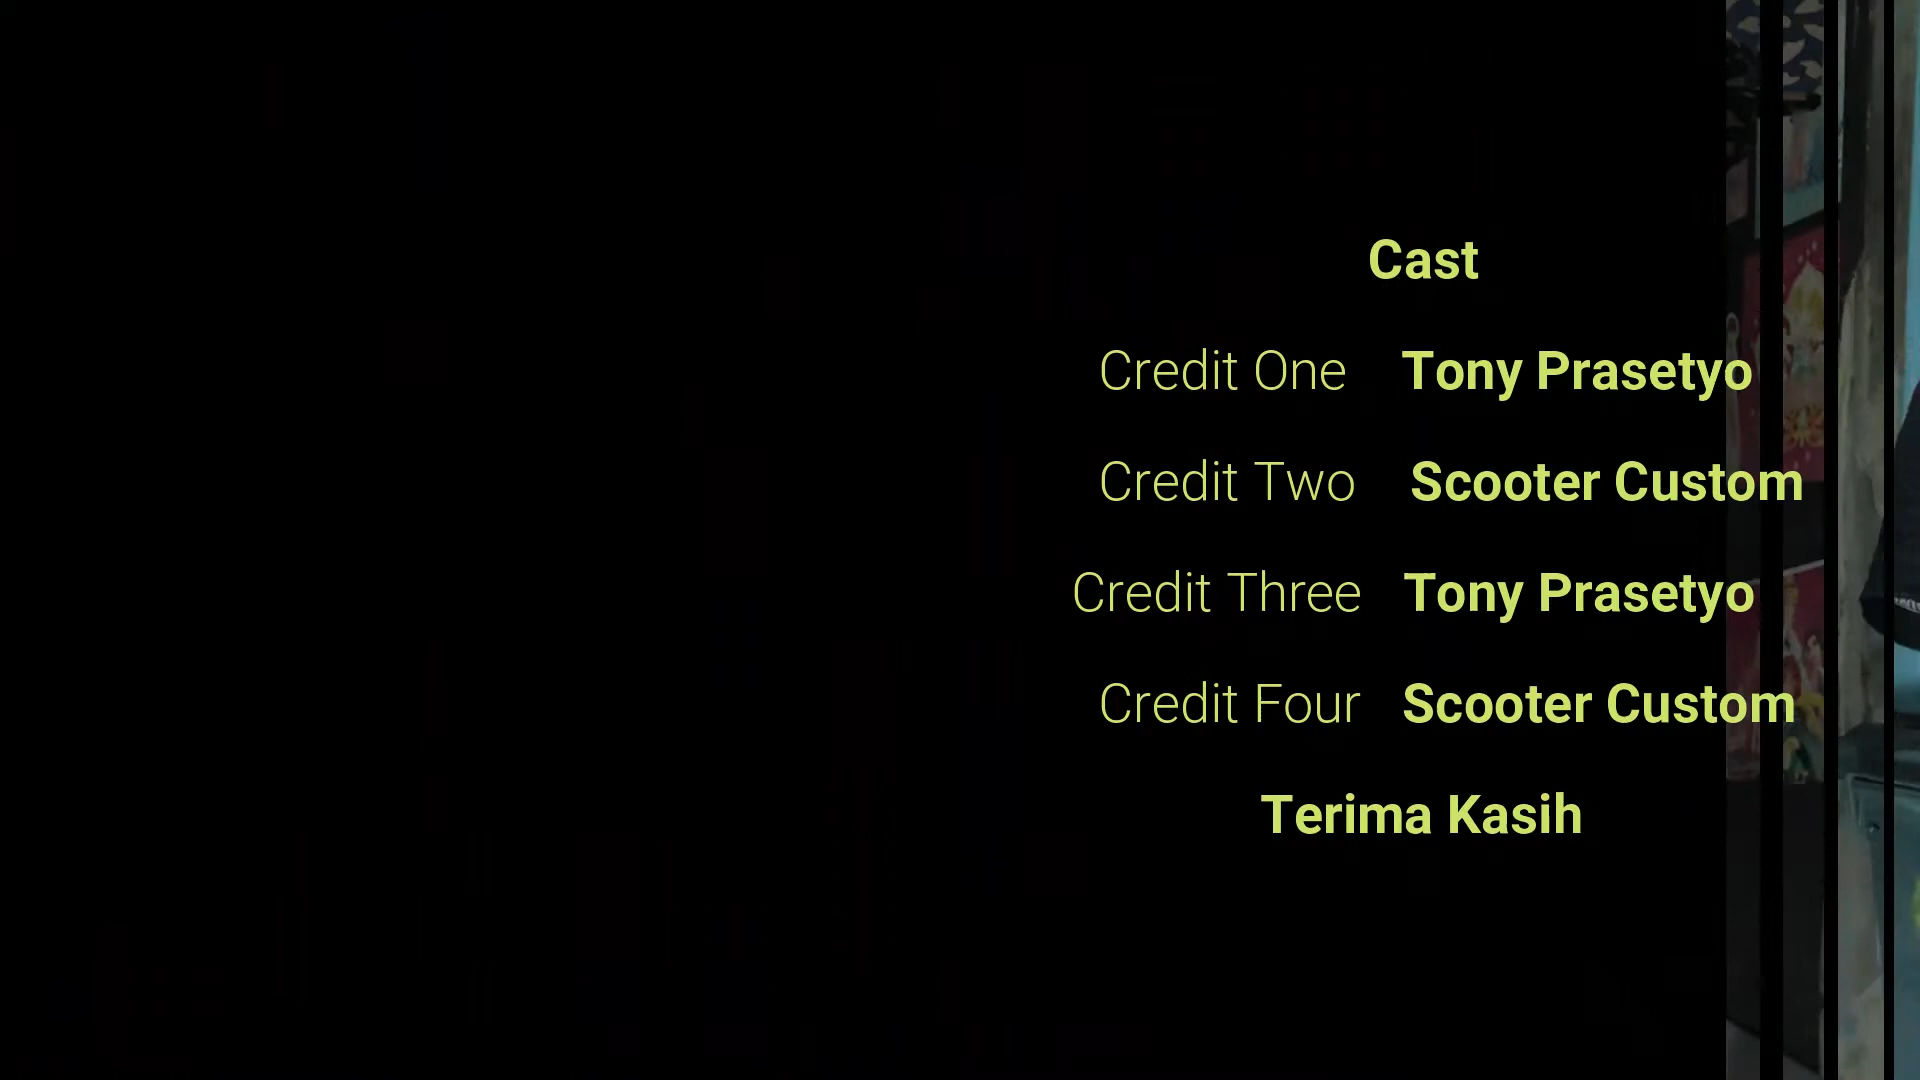 Cast
Credit One Tony Prasetyo
Credit Two Scooter Custom
Credit Three Tony Prasetyo
Credit Four Scooter Custom
Terima Kasih